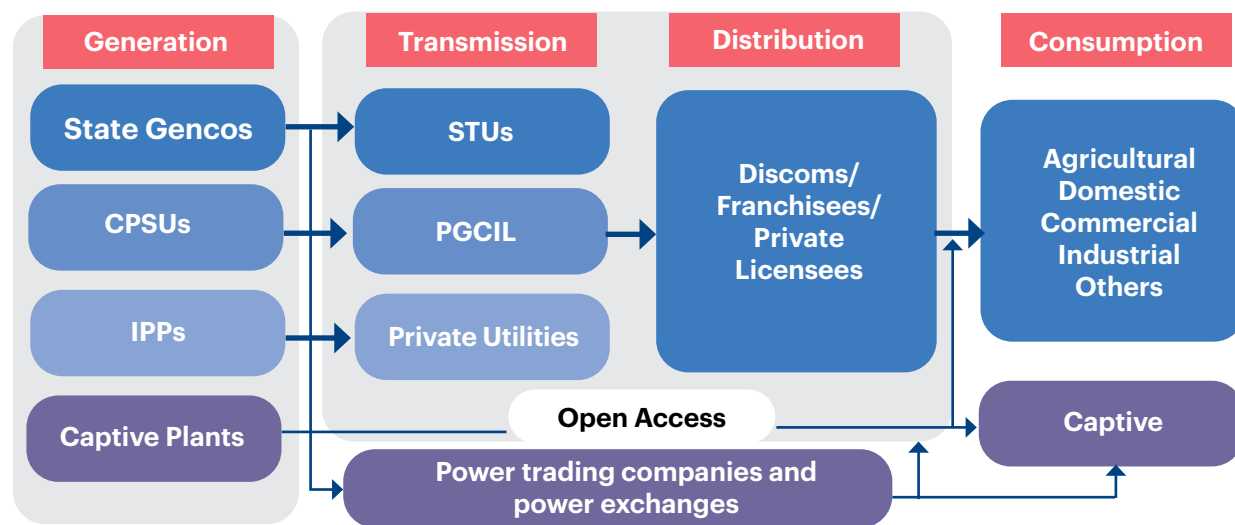 Generation
Transmission
Distribution
Consumption
State Gencos
CPSUs
IPPs
Captive Plants
STUs
PGCIL
Private Utilities
Discoms/
Franchisees/
Private
Licensees
Agricultural
Domestic
Commercial
Industrial
Others
Open Access
Captive
Power trading companies and
power exchanges